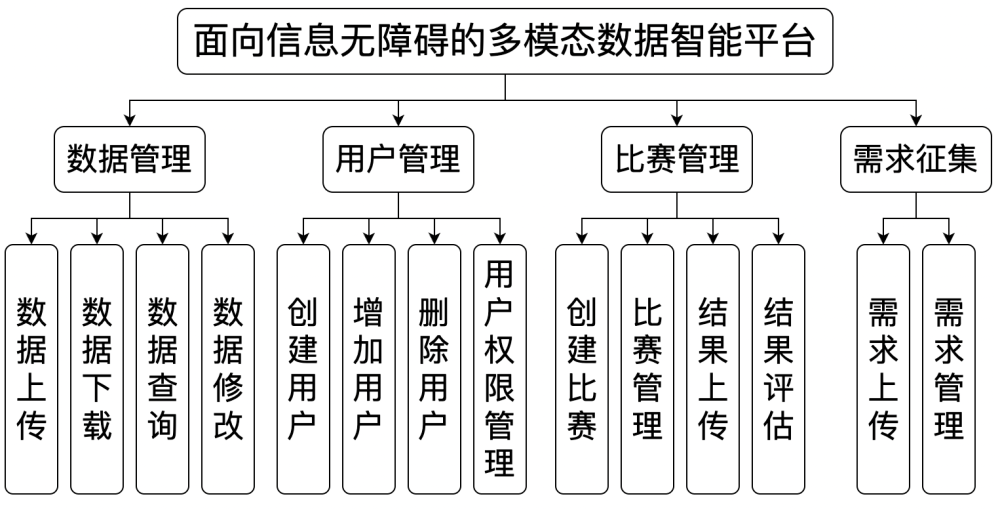 面向信息无障碍的多模态数据智能平台
数据管理
用户管理
比赛管理
需求征集
数据上传
数据下载
数据查询
数据修改
创建用户
增加用户
删除用户
用户权限管理
创建比赛
比赛管理
结果上传
结果评估
需求上传
需求管理